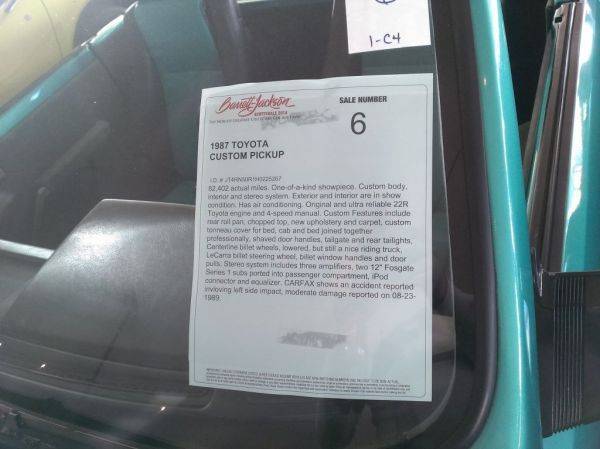 1-C4
Barrett-Jackson
SCOTTSDALE 2014
SALE NUMBER
6
1987 TOYOTA
CUSTOM PICKUP
82,402 actual miles. One-of-a-kind showpiece. Custom body,
interior and stereo system. Exterior and interior are in show
condition. Has air conditioning. Original and ultra reliable 22R
Toyota engine and 4-speed manual. Custom Features include
rear roll pan, chopped top, new upholstery and carpet, custom
tonneau cover for bed, cab and bed joined together
professionally, shaved door handles, tailgate and rear taillights,
Centerline billet wheels, lowered, but still a nice riding truck,
LeCarra billet steering wheel, billet window handles and door
pulls. Stereo system includes three amplifiers, two 12" Fosgate
Series 1 subs ported into passenger compartment, iPod
connector and equalizer. CARFAX shows an accident reported
invloving left side impact, moderate damage reported on 08-23-
1989.